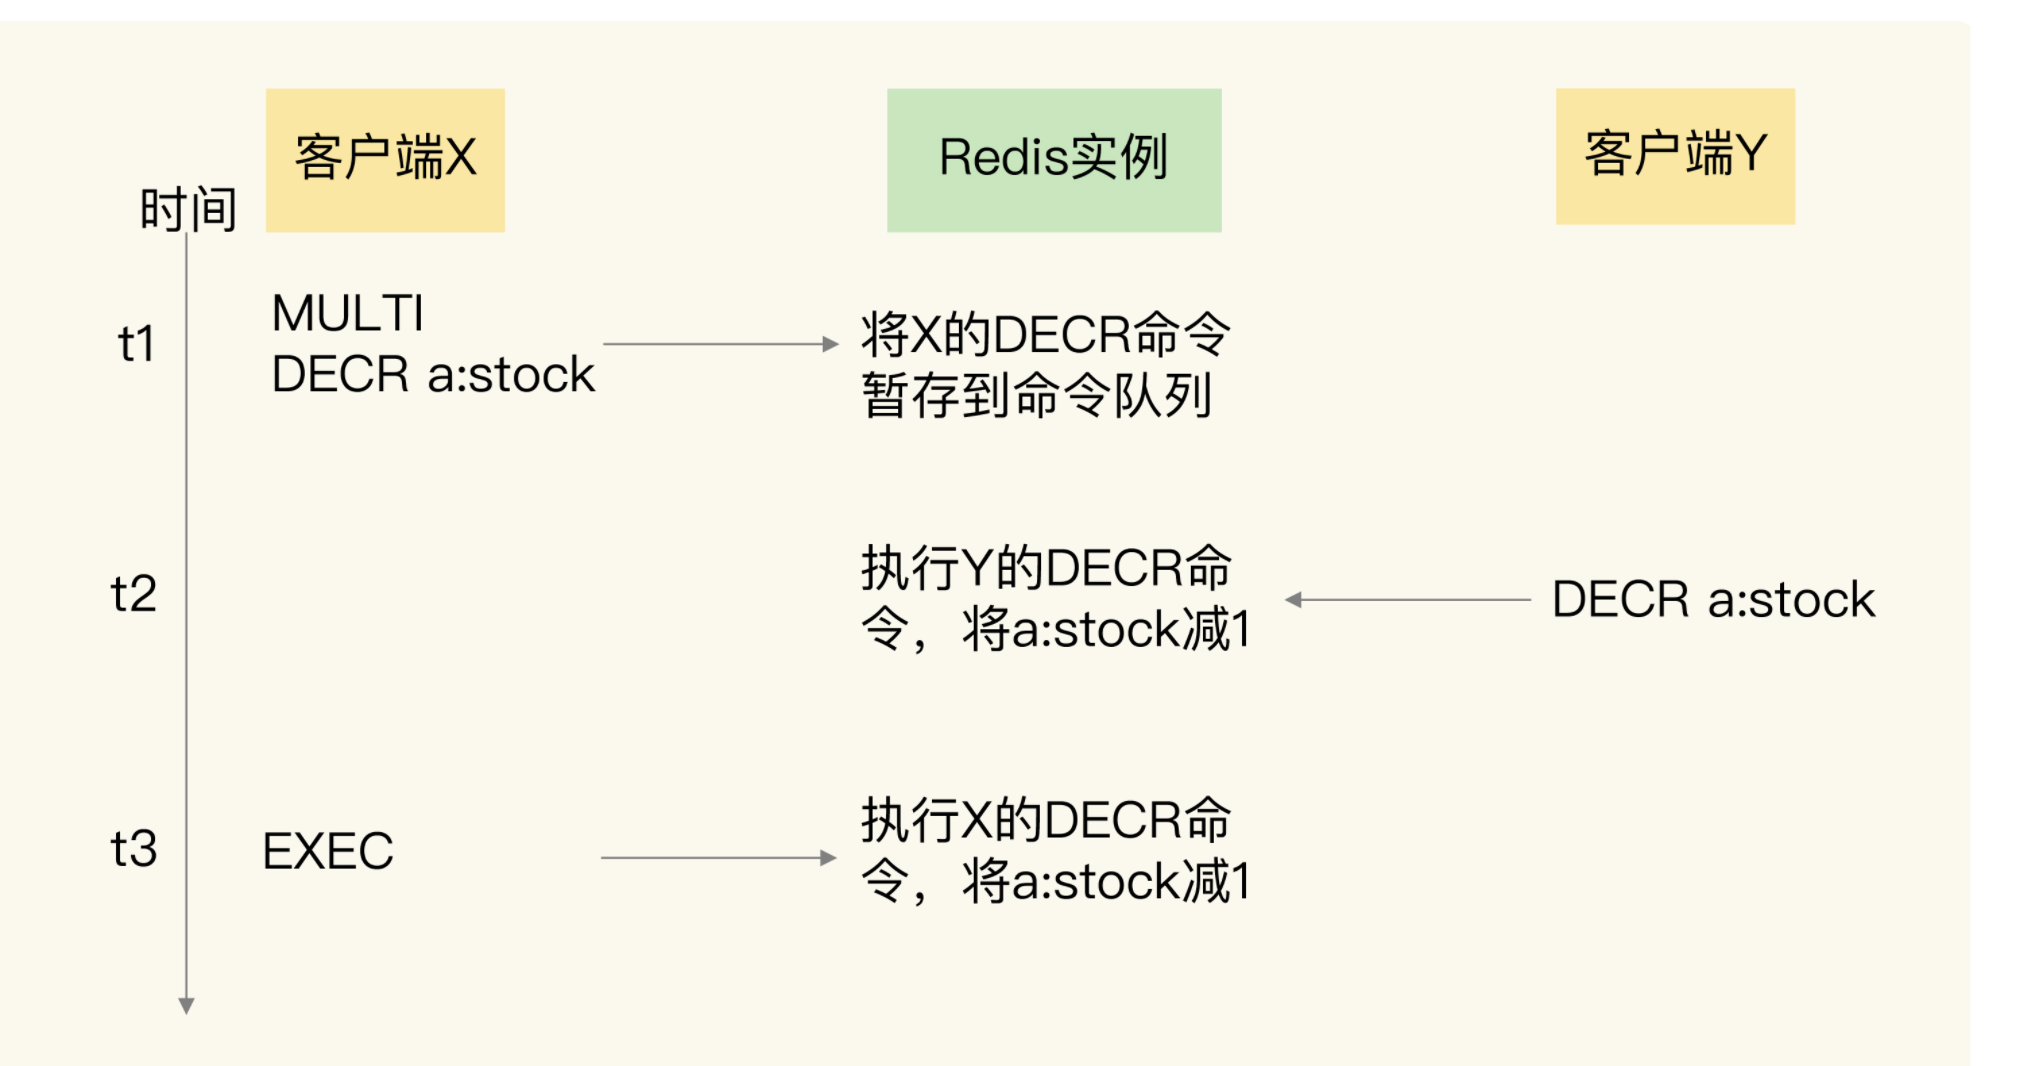 客户端X
Redis实例
客户端Y
时间
t1
MULTI
DECR a:stock
将X的DECR命令
暂存到命令队列
t2
执行Y的DECR命
令，将a:stock减1
DECR a:stock
t3
EXEC
执行X的DECR命
令，将a:stock减1